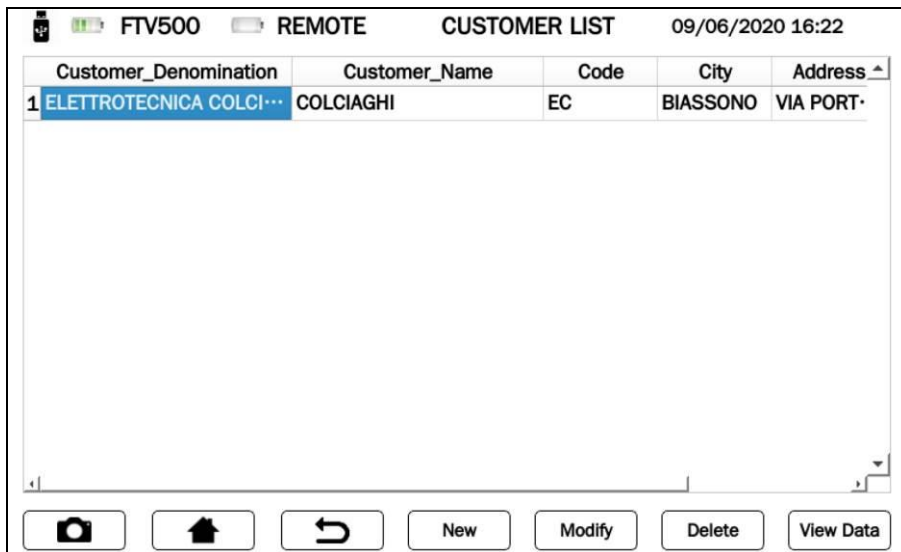 FTV500 REMOTE CUSTOMER LIST 09/06/2020 16:22
Customer_Denomination Customer_Name Code City Address
1 ELETTROTECNICA COLCI··· COLCIAGHI EC BIASSONO VIA PORT·
New Modify Delete View Data